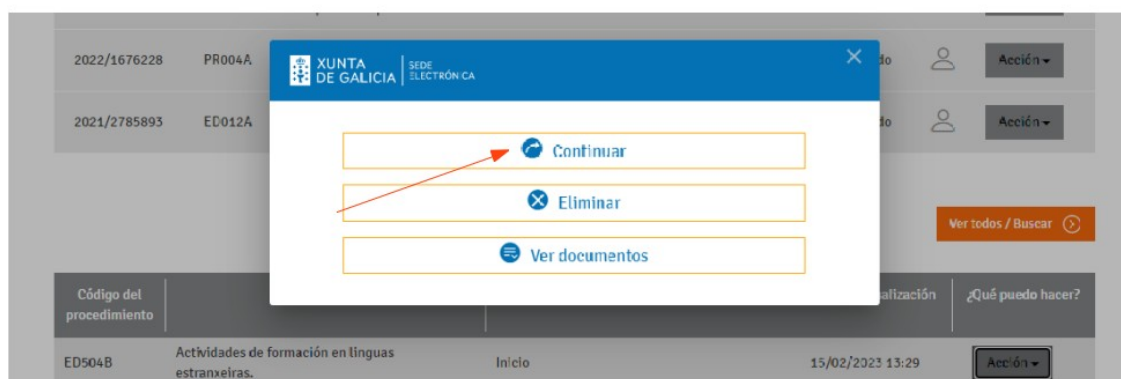 2022/1676228 PR004A do Acción
XUNTA DE GALICIA SEDE ELECTRÓNICA
2021/2785893 ED012A do Acción
Continuar
Eliminar
Ver documentos
Ver todos / Buscar
Código del procedimiento alización ¿Qué puedo hacer?
ED504B Actividades de formación en linguas estranxeiras. Inicio 15/02/2023 13:29 Acción